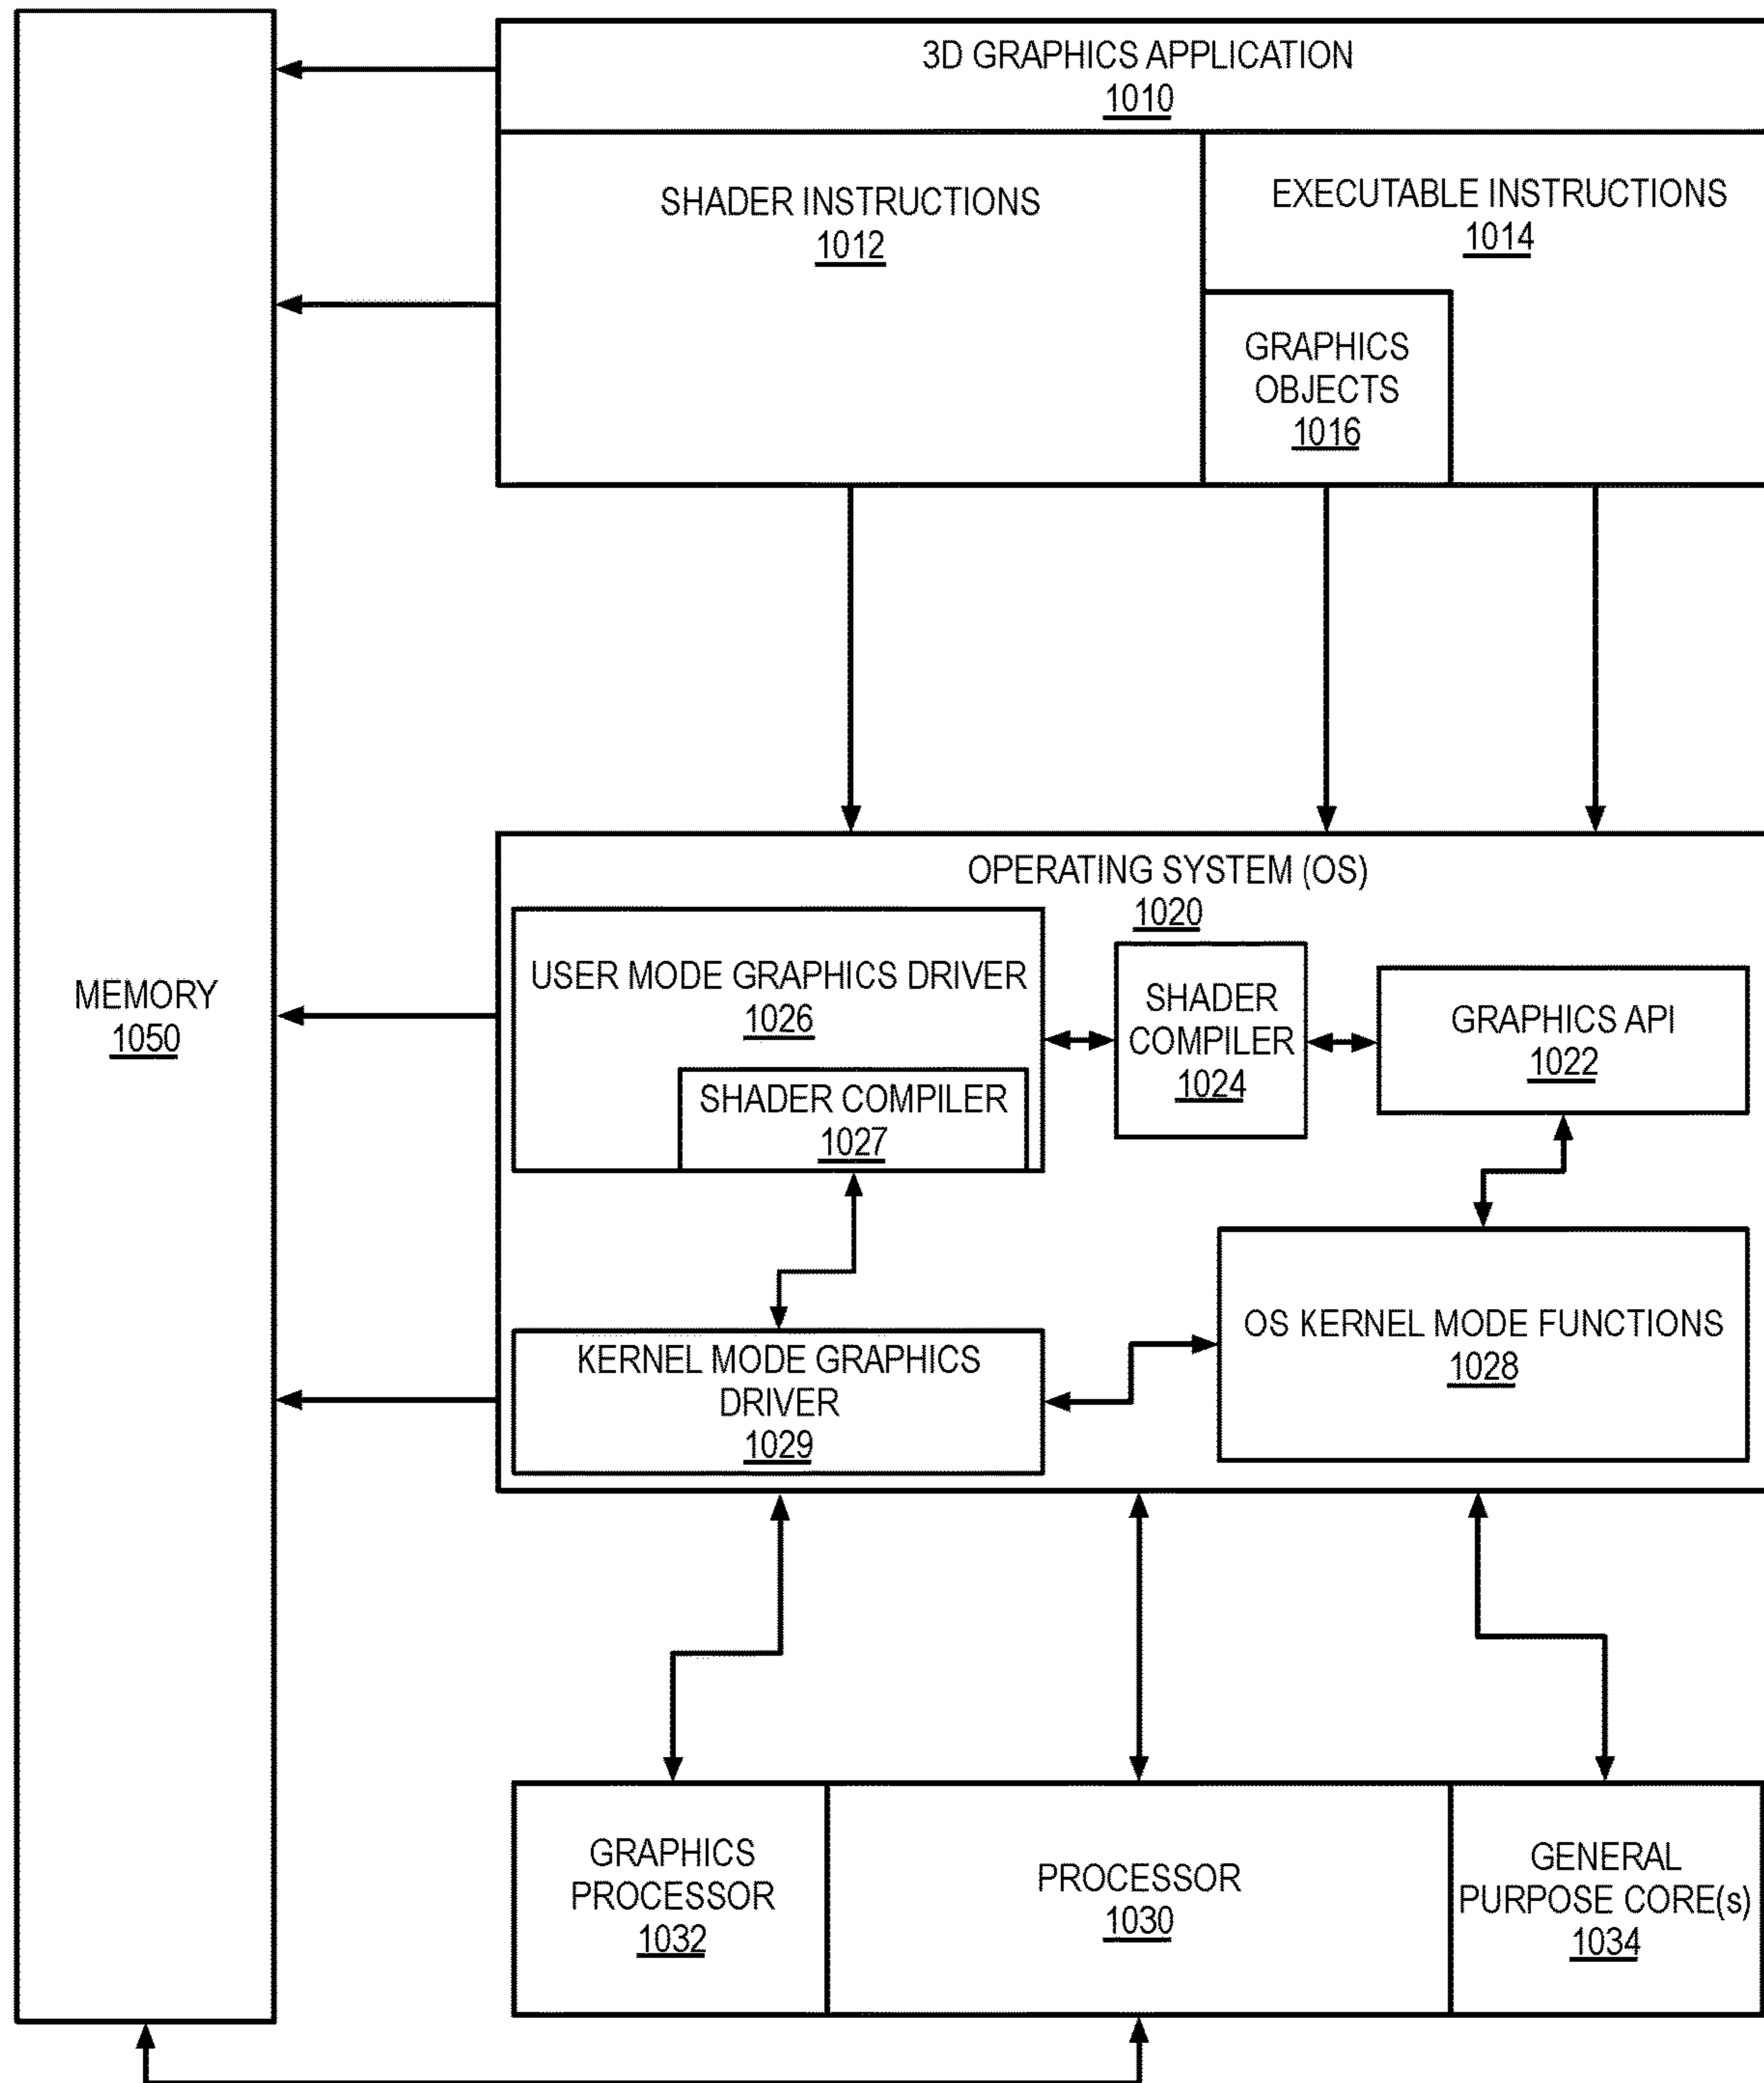 3D GRAPHICS APPLICATION
1010
SHADER INSTRUCTIONS
1012
EXECUTABLE INSTRUCTIONS
1014
GRAPHICS
OBJECTS
1016
MEMORY
1050
OPERATING SYSTEM (OS)
1020
USER MODE GRAPHICS DRIVER
1026
SHADER COMPILER
1027
SHADER
COMPILER
1024
GRAPHICS API
1022
KERNEL MODE GRAPHICS
DRIVER
1029
OS KERNEL MODE FUNCTIONS
1028
GRAPHICS
PROCESSOR
1032
PROCESSOR
1030
GENERAL
PURPOSE CORE(s)
1034